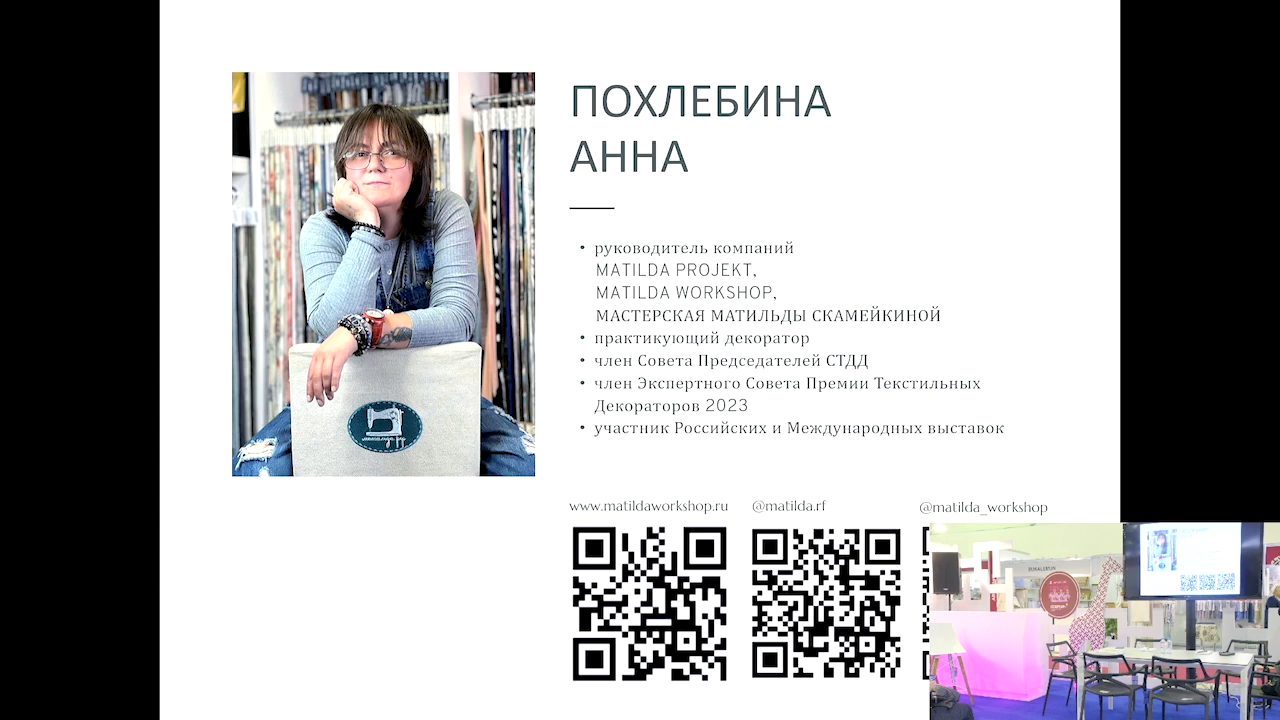 ПОХЛЕБИНА
АННА
• руководитель компаний
MATILDA PROJEKT,
MATILDA WORKSHOP,
МАСТЕРСКАЯ МАТИЛЬДЫ СКАМЕЙКИНОЙ
• практикующий декоратор
• член Совета Председателей СТДД
• член Экспертного Совета Премии Текстильных
Декораторов 2023
• участник Российских и Международных выставок
www.matildaworkshop.ru
@matilda.rf
@matilda_workshop